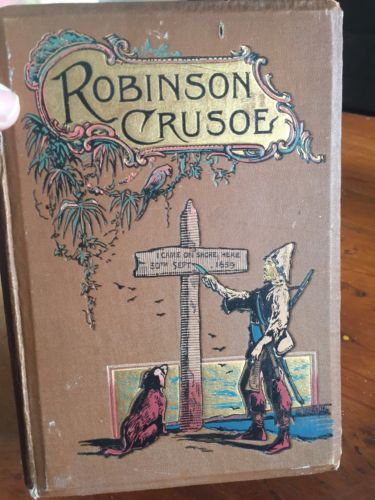 ROBINSON
CRUSOE
I CAME ON SHORE HERE
30TH SEPT 1659